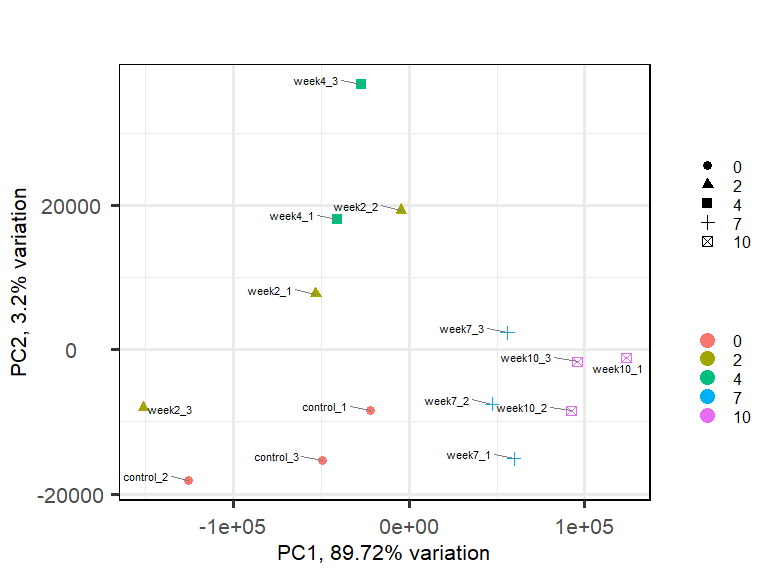 week4_3
20000
week2_2
week4_1
week2_1
week7_3
0
week10_3
week10_1
week7_2
week10_2
control_1
week2_3
week7_1
control_3
control_2
-20000
-1e+05
0e+00
1e+05
PC1, 89.72% variation
PC2, 3.2% variation
0
2
4
7
10
0
2
4
7
10